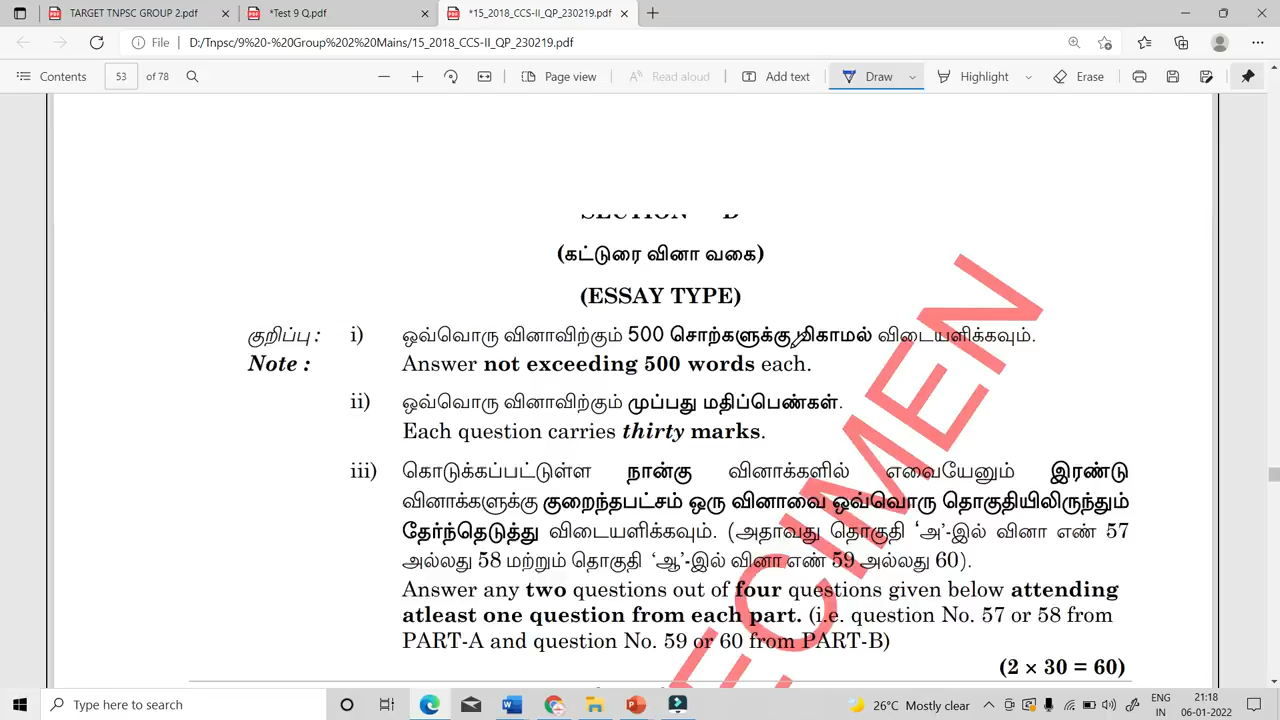 TARGET TNPSC GROUP 2.pdf
*Test 9 Q.pdf
*15_2018_CCS-II_QP_230219.pdf
File
D:/Tnpsc/9%20-%20Group%202%20Mains/15_2018_CCS-II_QP_230219.pdf
Contents 53 of 78 Page view Read aloud Add text Draw Highlight Erase
SECTION D
(கட்டுரை வினா வகை)
(ESSAY TYPE)
குறிப்பு : i) ஒவ்வொரு வினாவிற்கும் 500 சொற்களுக்கு மிகாமல் விடையளிக்கவும்.
Note : Answer not exceeding 500 words each.
ii) ஒவ்வொரு வினாவிற்கும் முப்பது மதிப்பெண்கள்.
Each question carries thirty marks.
iii) கொடுக்கப்பட்டுள்ள நான்கு வினாக்களில் எவையேனும் இரண்டு
வினாக்களுக்கு குறைந்தபட்சம் ஒரு வினாவை ஒவ்வொரு தொகுதியிலிருந்தும்
தேர்ந்தெடுத்து விடையளிக்கவும். (அதாவது தொகுதி ‘அ’-இல் வினா எண் 57
அல்லது 58 மற்றும் தொகுதி ‘ஆ’-இல் வினா எண் 59 அல்லது 60).
Answer any two questions out of four questions given below attending
atleast one question from each part. (i.e. question No. 57 or 58 from
PART-A and question No. 59 or 60 from PART-B)
(2 × 30 = 60)
ECIMEN
Type here to search
26°C Mostly clear
ENG
IN
21:18
06-01-2022